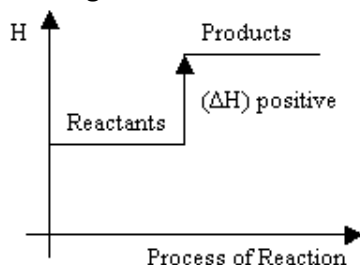 H
Products
(ΔH) positive
Reactants
Process of Reaction